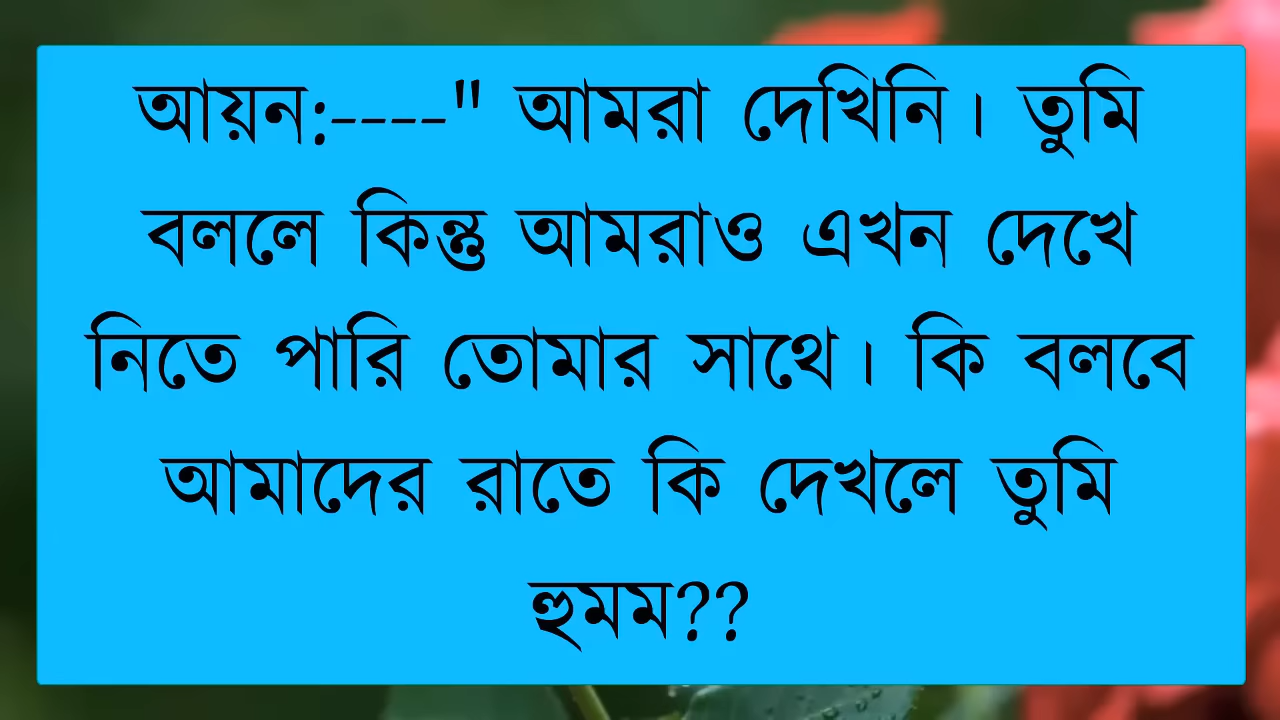 আয়ন:----" আমরা দেখিনি। তুমি
বললে কিন্তু আমরাও এখন দেখে
নিতে পারি তোমার সাথে। কি বলবে
আমাদের রাতে কি দেখলে তুমি
হুমম??